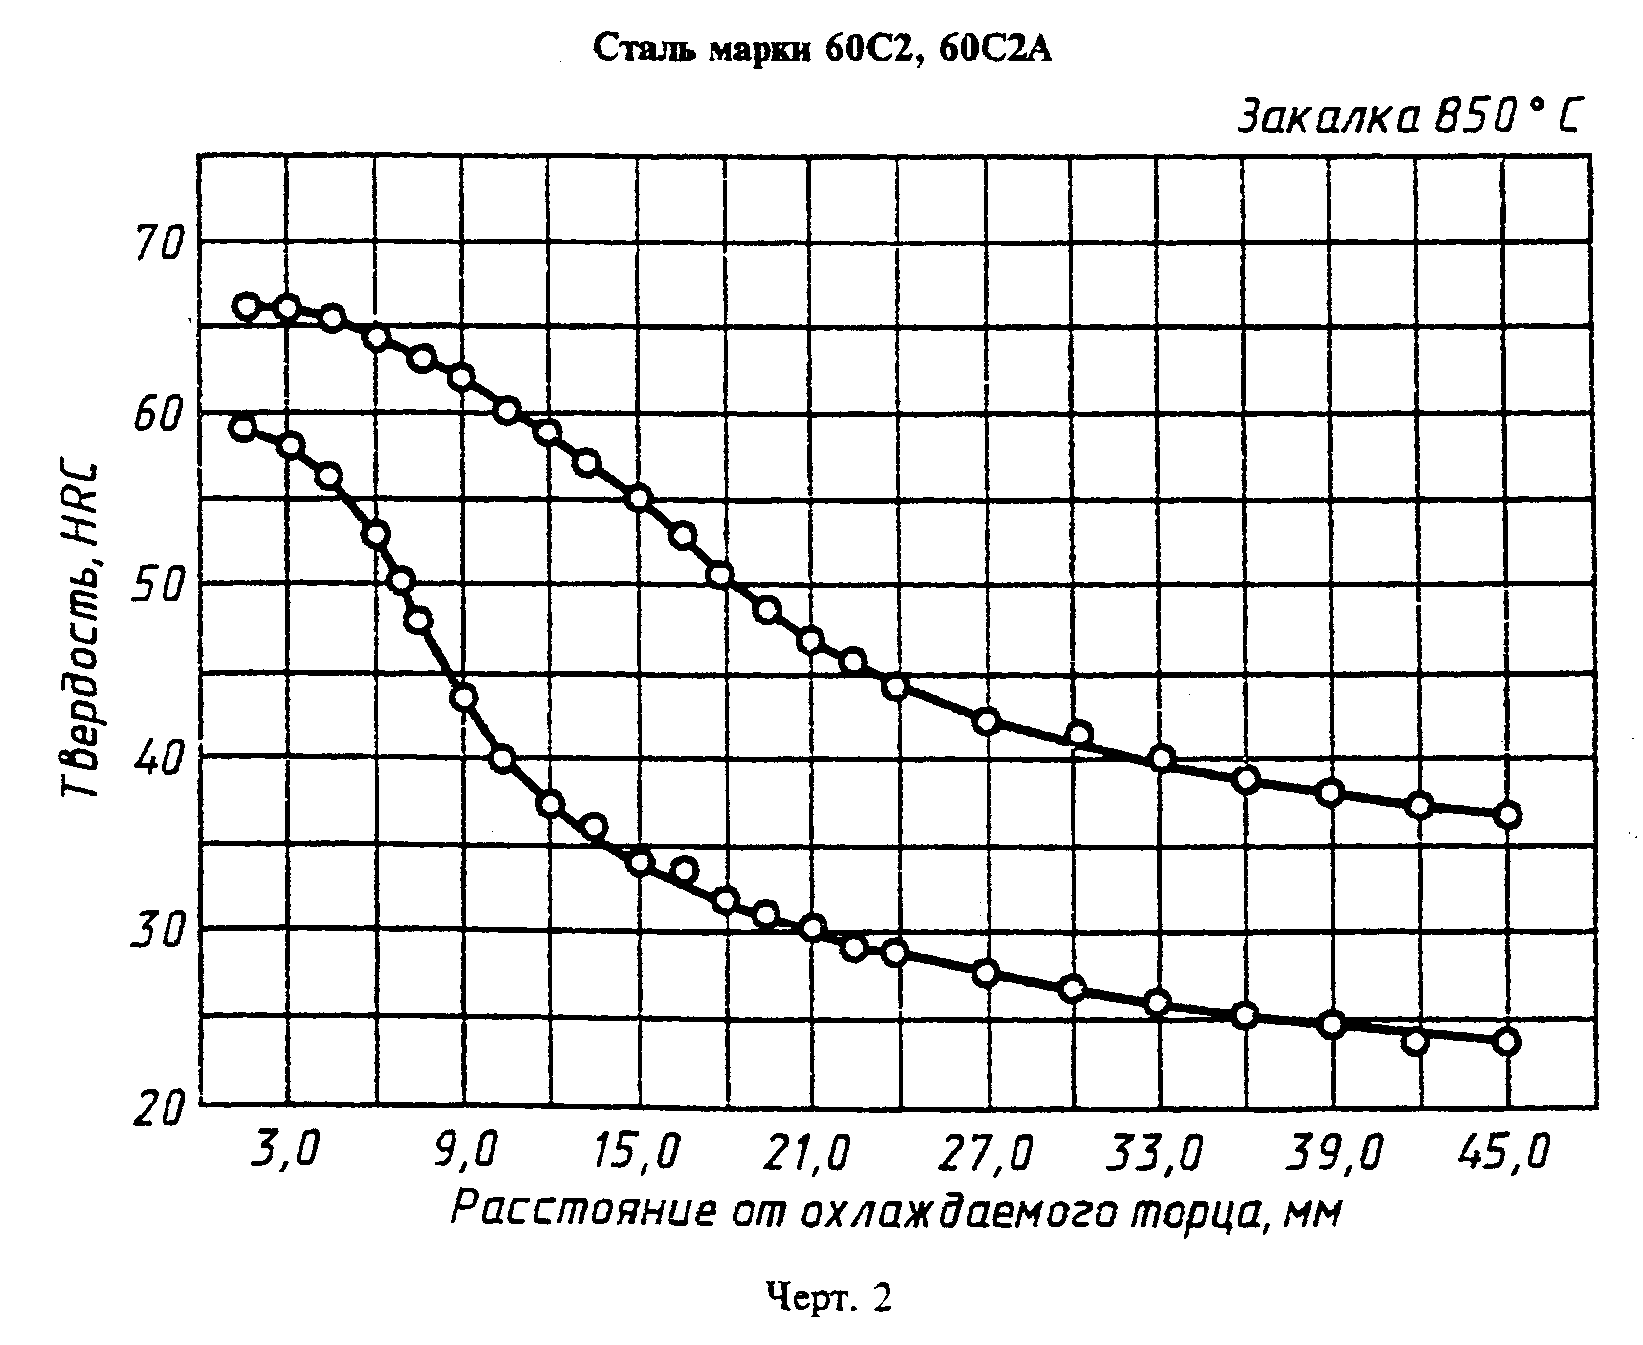 Сталь марки 60С2, 60С2А
Закалка 850° С
Твердость, HRC
70
60
50
40
30
20
3,0 9,0 15,0 21,0 27,0 33,0 39,0 45,0
Расстояние от охлаждаемого торца, мм
Черт. 2